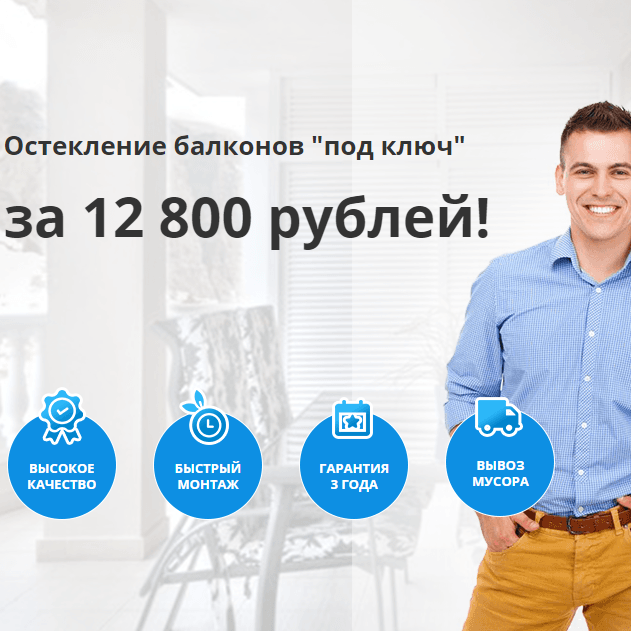 Остекление балконов "под ключ"
за 12 800 рублей!
ВЫСОКОЕ
КАЧЕСТВО
БЫСТРЫЙ
МОНТАЖ
ГАРАНТИЯ
3 ГОДА
ВЫВОЗ
МУСОРА